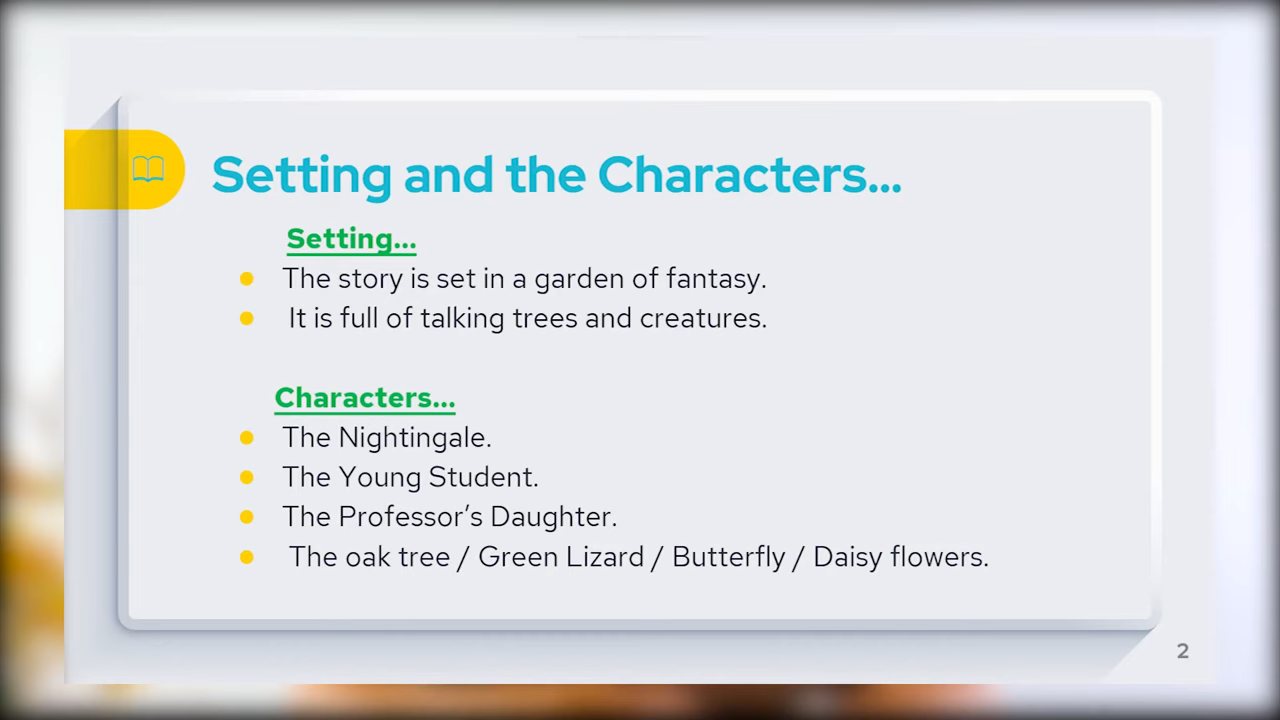 Setting and the Characters...
Setting...
The story is set in a garden of fantasy.
It is full of talking trees and creatures.
Characters...
The Nightingale.
The Young Student.
The Professor’s Daughter.
The oak tree / Green Lizard / Butterfly / Daisy flowers.
2